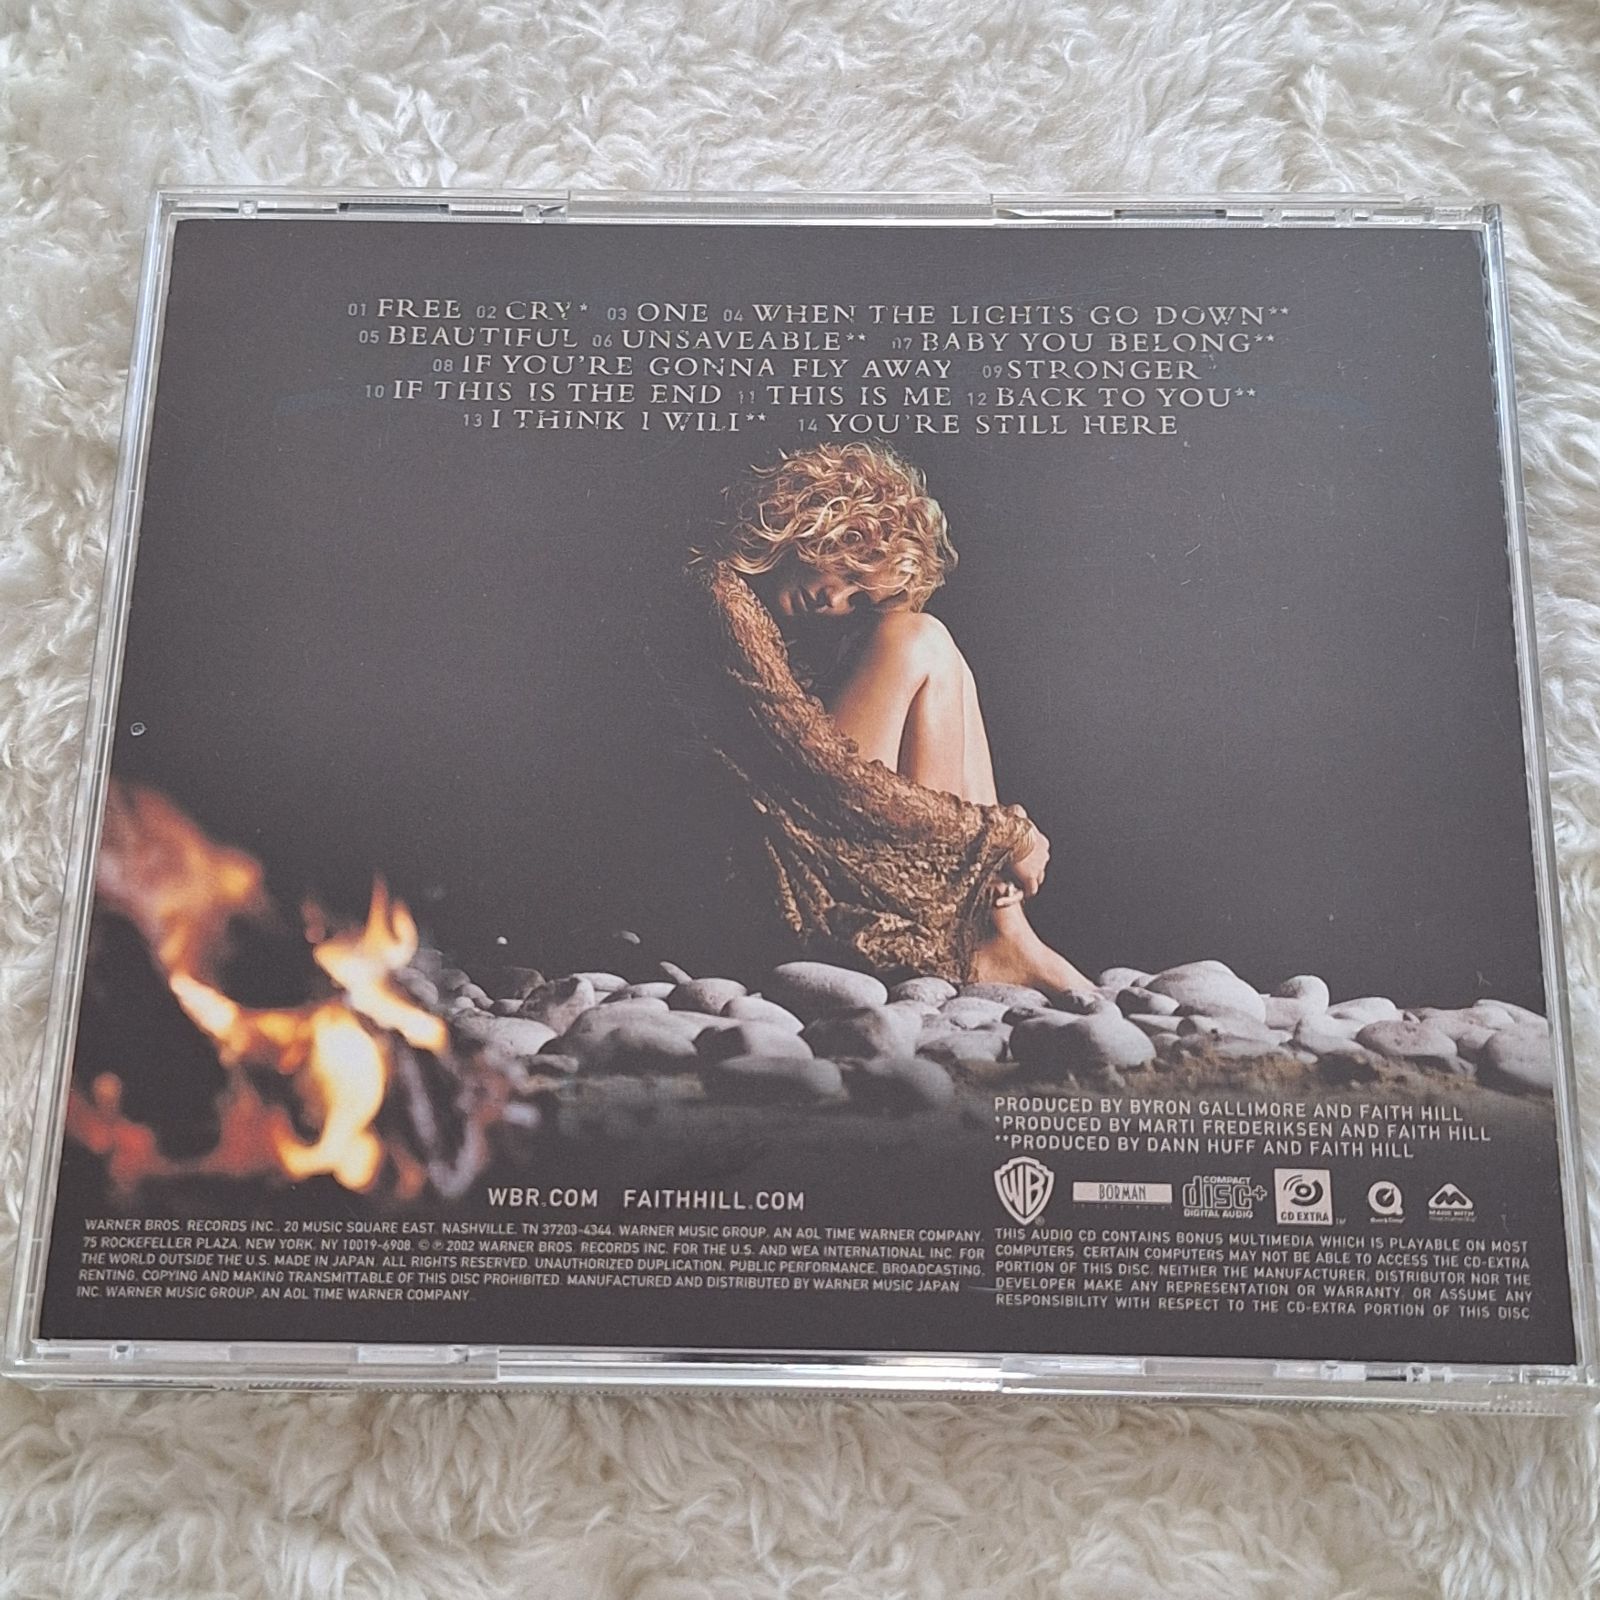 01 FREE 02 CRY* 03 ONE 04 WHEN THE LIGHTS GO DOWN**
05 BEAUTIFUL 06 UNSAVEABLE** 07 BABY YOU BELONG**
08 IF YOU'RE GONNA FLY AWAY 09 STRONGER
10 IF THIS IS THE END 11 THIS IS ME 12 BACK TO YOU**
13 I THINK I WILL** 14 YOU'RE STILL HERE
PRODUCED BY BYRON GALLIMORE AND FAITH HILL
*PRODUCED BY MARTI FREDERIKSEN AND FAITH HILL
**PRODUCED BY DANN HUFF AND FAITH HILL
WBR.COM FAITHHILL.COM
WB BORMAN COMPACT disc+ DIGITAL AUDIO CD EXTRA TM MADE WITH
WARNER BROS. RECORDS INC., 20 MUSIC SQUARE EAST, NASHVILLE, TN 37203-4344. WARNER MUSIC GROUP, AN AOL TIME WARNER COMPANY.
75 ROCKEFELLER PLAZA, NEW YORK, NY 10019-6908. © ℗ 2002 WARNER BROS. RECORDS INC. FOR THE U.S. AND WEA INTERNATIONAL INC. FOR
THE WORLD OUTSIDE THE U.S. MADE IN JAPAN. ALL RIGHTS RESERVED. UNAUTHORIZED DUPLICATION, PUBLIC PERFORMANCE, BROADCASTING,
RENTING, COPYING AND MAKING TRANSMITTABLE OF THIS DISC PROHIBITED. MANUFACTURED AND DISTRIBUTED BY WARNER MUSIC JAPAN
INC. WARNER MUSIC GROUP, AN AOL TIME WARNER COMPANY.
THIS AUDIO CD CONTAINS BONUS MULTIMEDIA WHICH IS PLAYABLE ON MOST
COMPUTERS. CERTAIN COMPUTERS MAY NOT BE ABLE TO ACCESS THE CD-EXTRA
PORTION OF THIS DISC. NEITHER THE MANUFACTURER, DISTRIBUTOR NOR THE
DEVELOPER MAKE ANY REPRESENTATION OR WARRANTY, OR ASSUME ANY
RESPONSIBILITY WITH RESPECT TO THE CD-EXTRA PORTION OF THIS DISC.